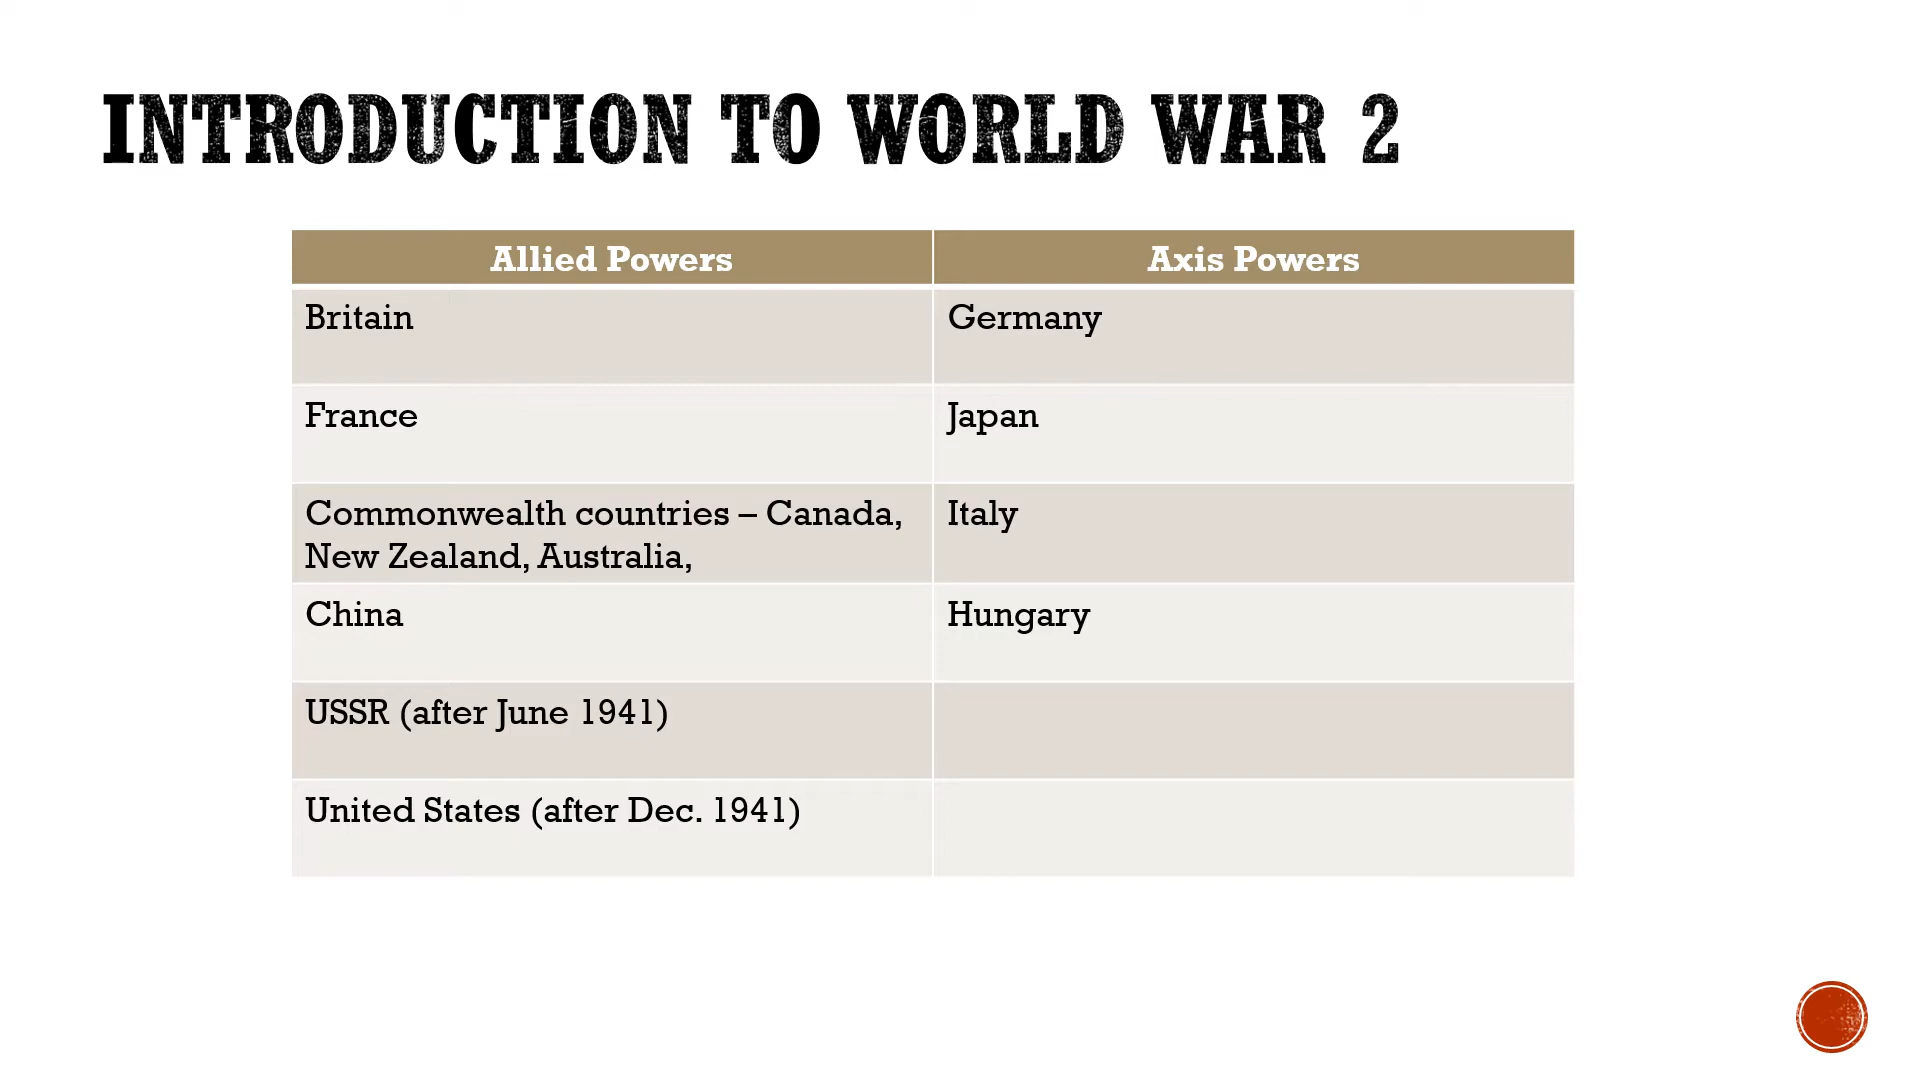 INTRODUCTION TO WORLD WAR 2
Allied Powers
Axis Powers
Britain
Germany
France
Japan
Commonwealth countries – Canada,
New Zealand, Australia,
Italy
China
Hungary
USSR (after June 1941)
United States (after Dec. 1941)